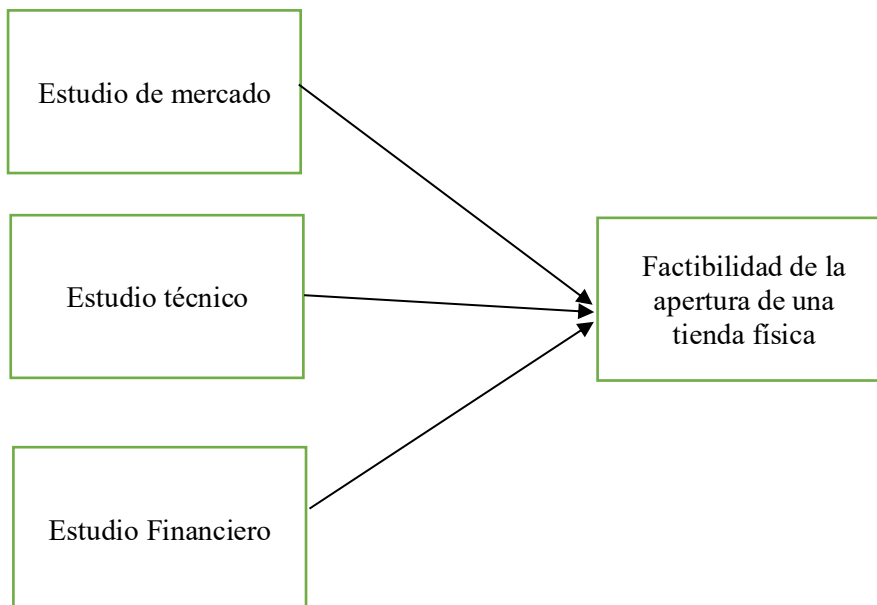 Estudio de mercado
Estudio técnico
Estudio Financiero
Factibilidad de la
apertura de una
tienda física